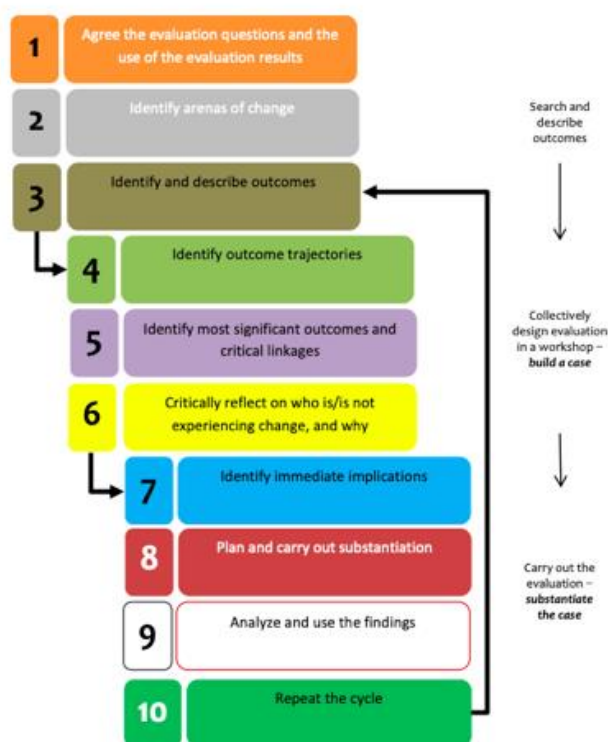 1
Agree the evaluation questions and the
use of the evaluation results
2
Identify arenas of change
3
Identify and describe outcomes
4
Identify outcome trajectories
5
Identify most significant outcomes and
critical linkages
6
Critically reflect on who is/is not
experiencing change, and why
7
Identify immediate implications
8
Plan and carry out substantiation
9
Analyze and use the findings
10
Repeat the cycle
Search and
describe
outcomes
Collectively
design evaluation
in a workshop –
build a case
Carry out the
evaluation –
substantiate
the case